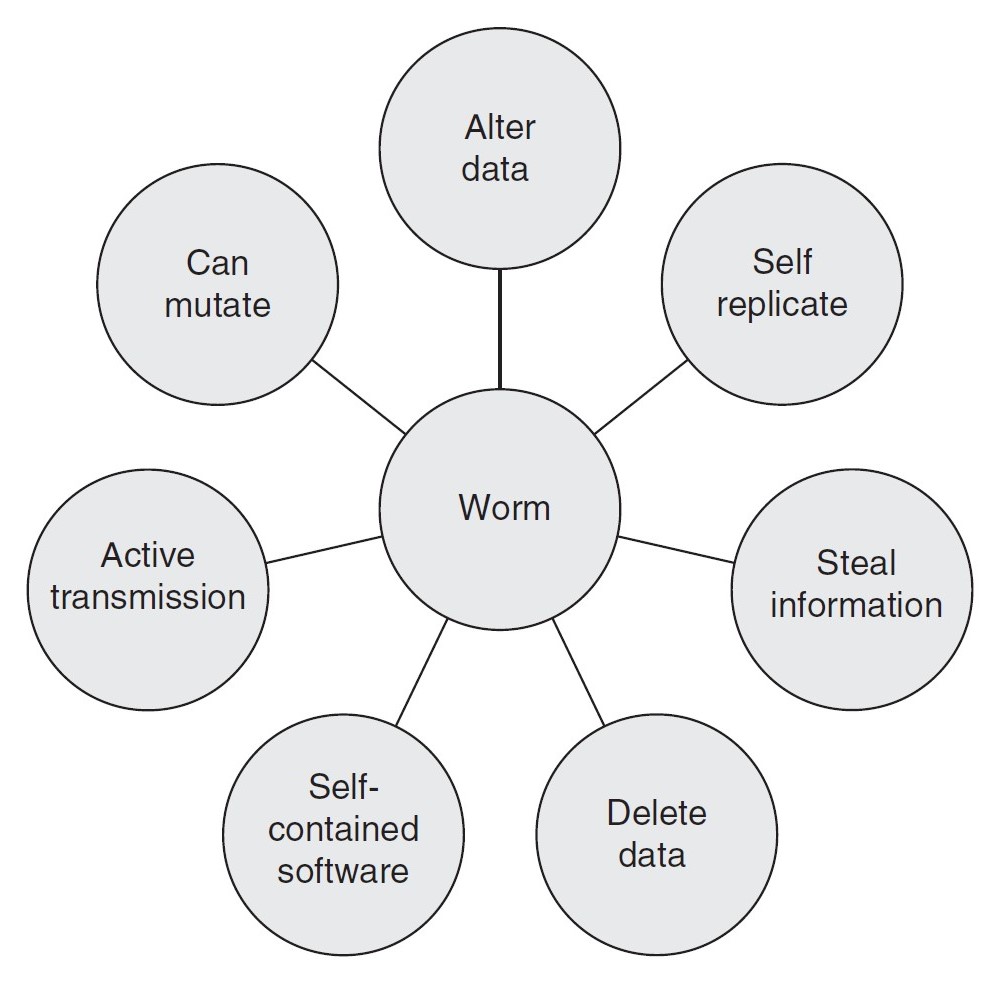 Alter
data
Can
mutate
Self
replicate
Worm
Active
transmission
Steal
information
Self-
contained
software
Delete
data